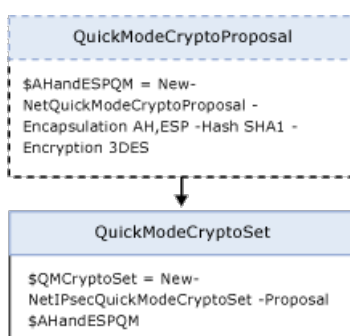 QuickModeCryptoProposal
$AHandESPQM = New-
NetQuickModeCryptoProposal -
Encapsulation AH,ESP -Hash SHA1 -
Encryption 3DES
QuickModeCryptoSet
$QMCryptoSet = New-
NetIPsecQuickModeCryptoSet -Proposal
$AHandESPQM